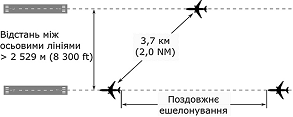 Відстань між
осьовими лініями
> 2 529 м (8 300 ft)
3,7 км
(2,0 NM)
Поздовжнє
ешелонування